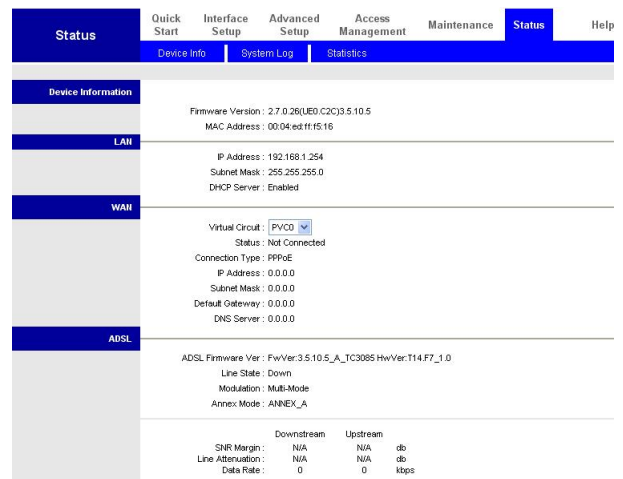 Status
Quick Start
Interface Setup
Advanced Setup
Access Management
Maintenance
Status
Help
Device Info
System Log
Statistics
Device Information
Firmware Version : 2.7.0.26(UE0.C2C)3.5.10.5
MAC Address : 00:04:ed:ff:f5:16
LAN
IP Address : 192.168.1.254
Subnet Mask : 255.255.255.0
DHCP Server : Enabled
WAN
Virtual Circuit : PVC0
Status : Not Connected
Connection Type : PPPoE
IP Address : 0.0.0.0
Subnet Mask : 0.0.0.0
Default Gateway : 0.0.0.0
DNS Server : 0.0.0.0
ADSL
ADSL Firmware Ver : FwVer:3.5.10.5_A_TC3085 HwVer:T14.F7_1.0
Line State : Down
Modulation : Multi-Mode
Annex Mode : ANNEX_A
Downstream Upstream
SNR Margin : N/A N/A db
Line Attenuation : N/A N/A db
Data Rate : 0 0 kbps